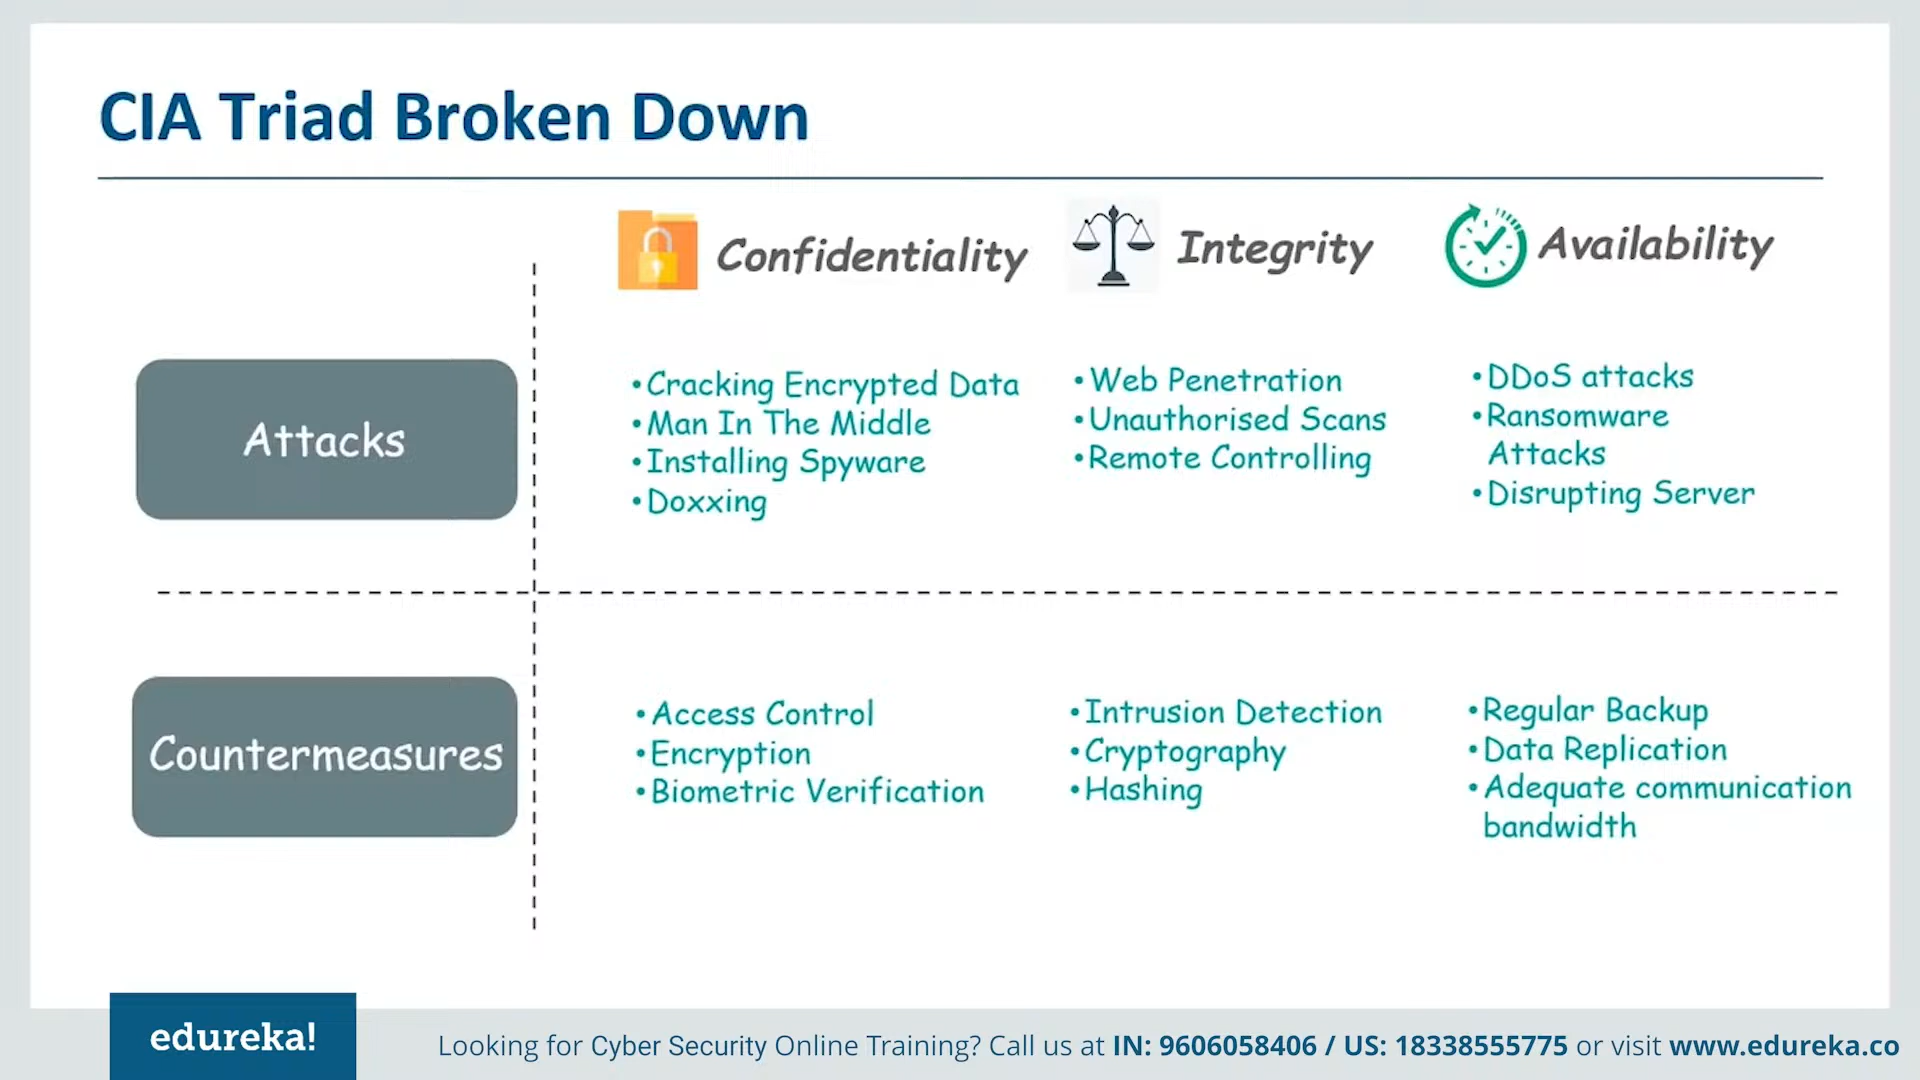 CIA Triad Broken Down
Confidentiality
Integrity
Availability
Attacks
•Cracking Encrypted Data
•Man In The Middle
•Installing Spyware
•Doxxing
•Web Penetration
•Unauthorised Scans
•Remote Controlling
•DDoS attacks
•Ransomware
Attacks
•Disrupting Server
Countermeasures
•Access Control
•Encryption
•Biometric Verification
•Intrusion Detection
•Cryptography
•Hashing
•Regular Backup
•Data Replication
•Adequate communication
bandwidth
edureka!
Looking for Cyber Security Online Training? Call us at IN: 9606058406 / US: 18338555775 or visit www.edureka.co